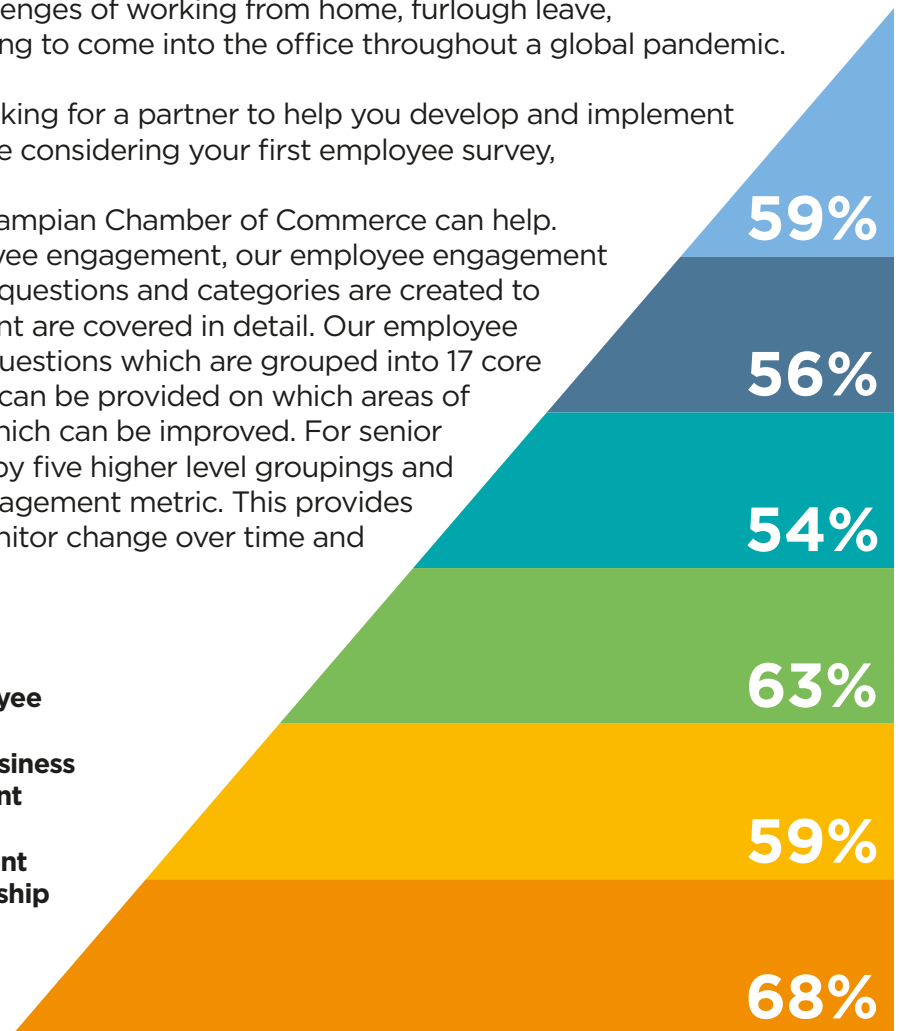 enges of working from home, furlough leave,
ng to come into the office throughout a global pandemic.
king for a partner to help you develop and implement
e considering your first employee survey,
ampian Chamber of Commerce can help.
yee engagement, our employee engagement
questions and categories are created to
nt are covered in detail. Our employee
uestions which are grouped into 17 core
can be provided on which areas of
hich can be improved. For senior
by five higher level groupings and
agement metric. This provides
nitor change over time and
59%
56%
54%
63%
yee
siness
nt
59%
nt
ship
68%